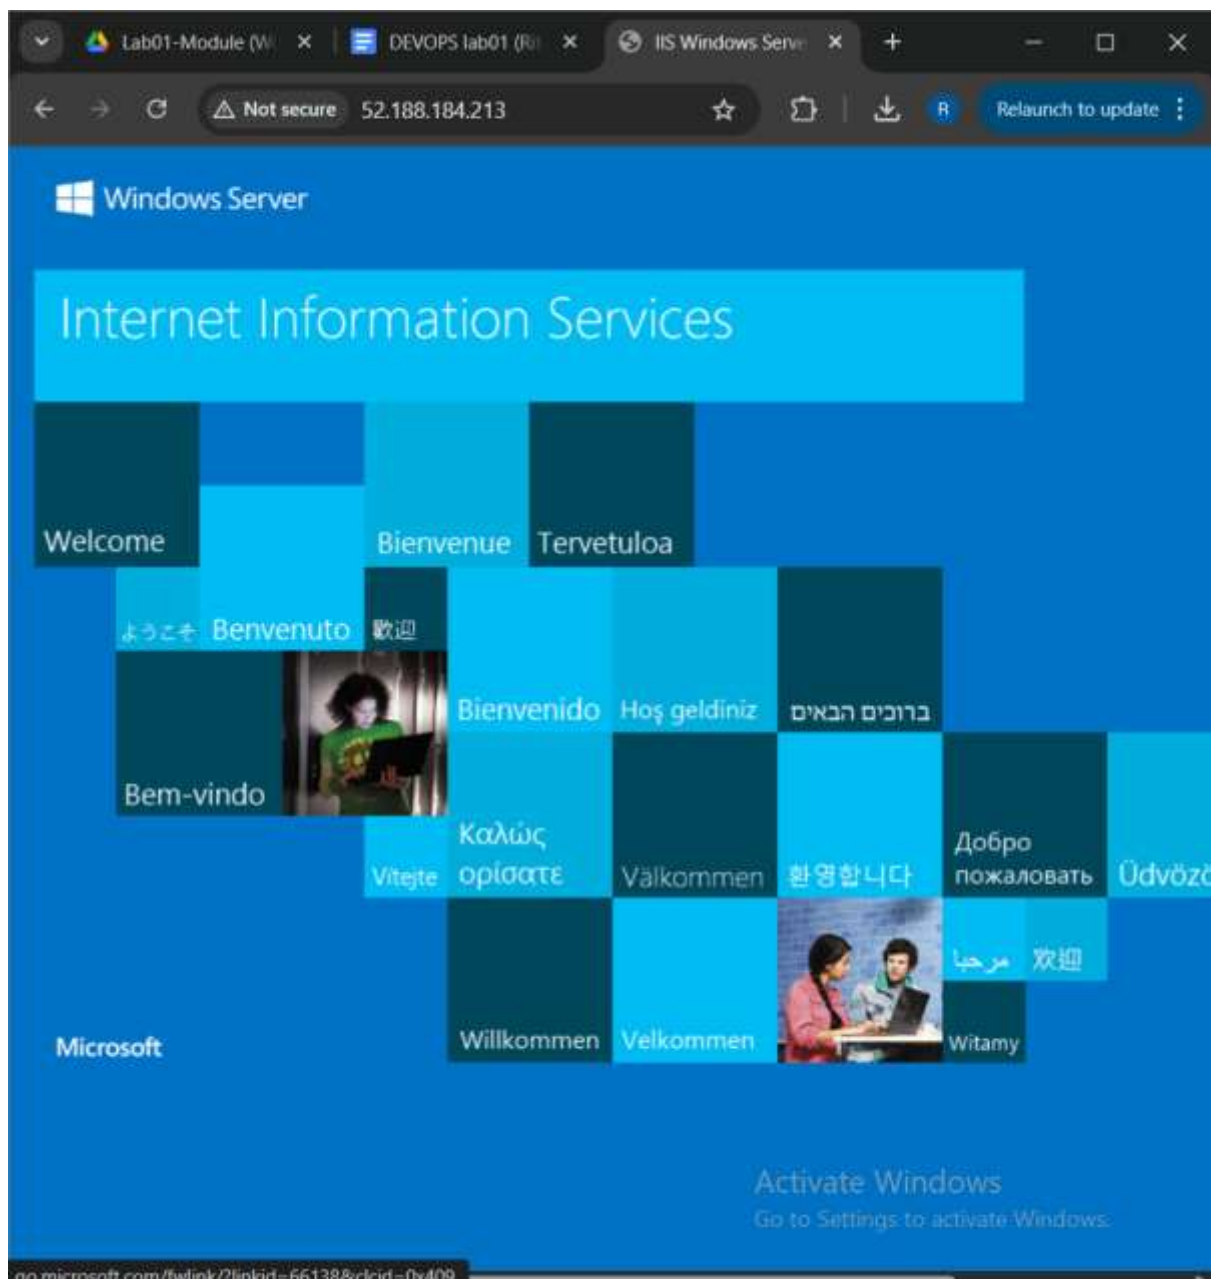 Lab01-Module (W
DEVOPS lab01 (Ri
IIS Windows Serve
Not secure
52.188.184.213
R
Relaunch to update
Windows Server
Internet Information Services
Welcome
Bienvenue
Tervetuloa
ようこそ
Benvenuto
歡迎
Bienvenido
Hoş geldiniz
ברוכים הבאים
Bem-vindo
Vítejte
Καλώς
ορίσατε
Välkommen
환영합니다
Добро
пожаловать
Üdvözö
مرحبا
欢迎
Microsoft
Willkommen
Velkommen
Witamy
Activate Windows
Go to Settings to activate Windows.
go.microsoft.com/fwlink/?linkid=66138&clcid=0x409